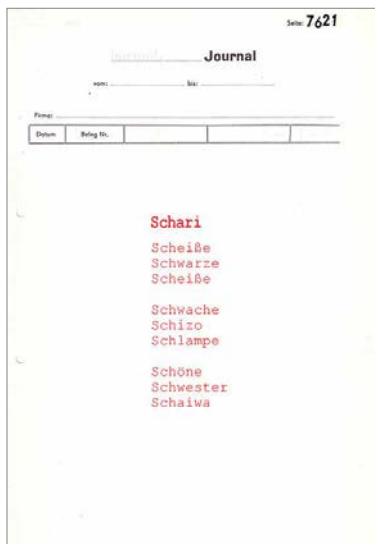 Seite: 7621
Journal
vom: bis:
Firma:
Datum Beleg Nr.
Schari
Scheiße
Schwarze
Scheiße
Schwache
Schizo
Schlampe
Schöne
Schwester
Schaiwa